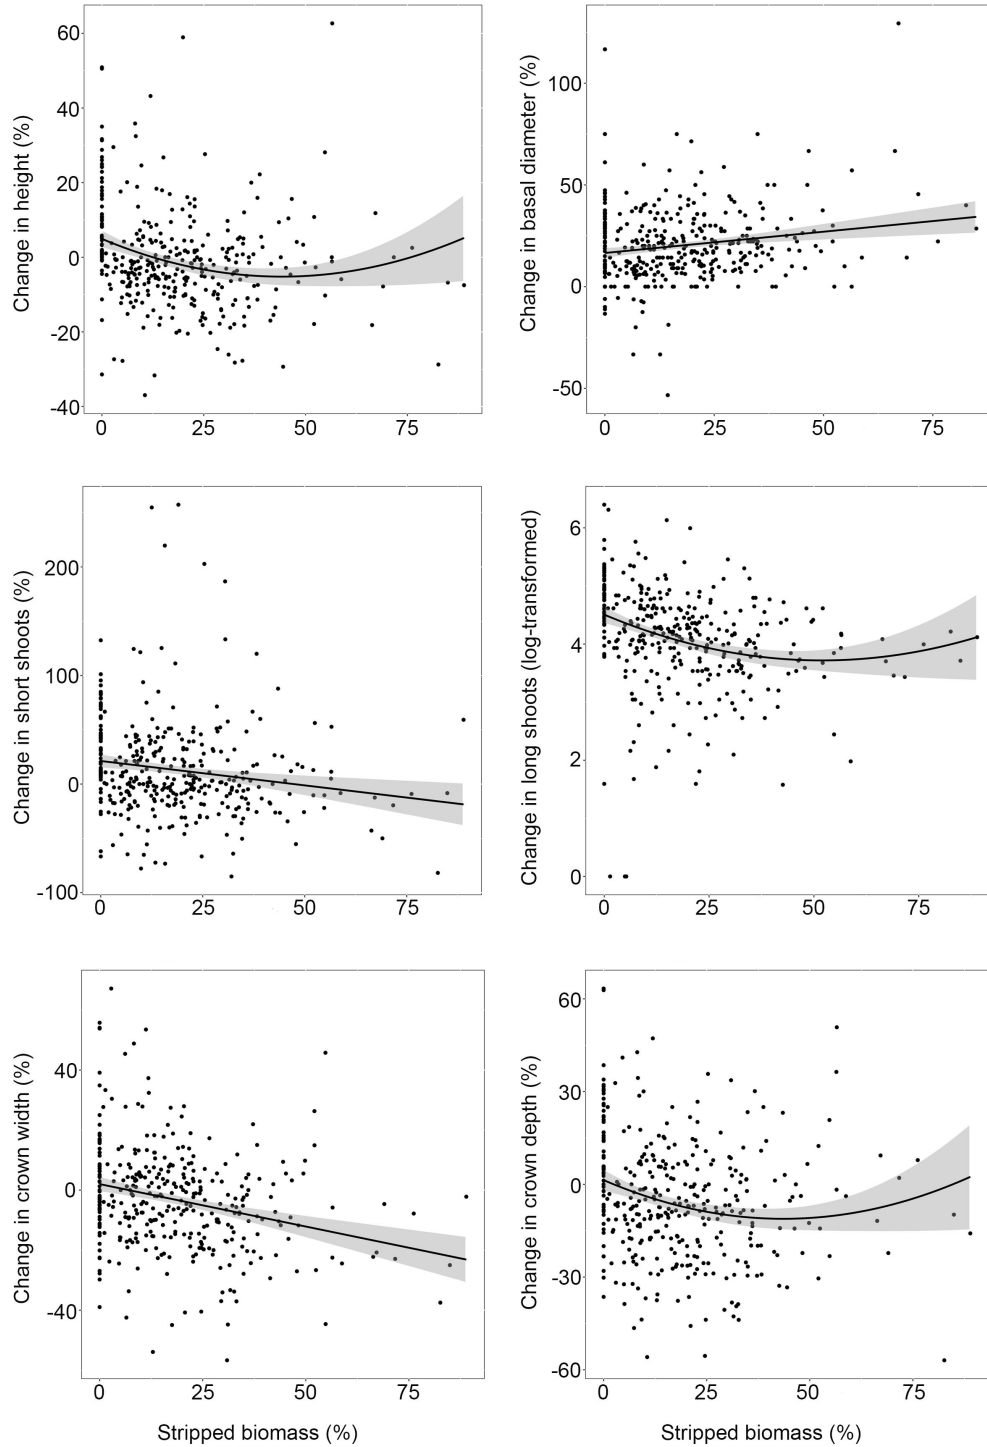 Change in height (%)
60
40
20
0
-20
-40
0 25 50 75
Change in basal diameter (%)
100
50
0
-50
0 25 50 75
Change in short shoots (%)
200
100
0
-100
0 25 50 75
Change in long shoots (log-transformed)
6
4
2
0
0 25 50 75
Change in crown width (%)
40
0
-40
0 25 50 75
Stripped biomass (%)
Change in crown depth (%)
60
30
0
-30
-60
0 25 50 75
Stripped biomass (%)